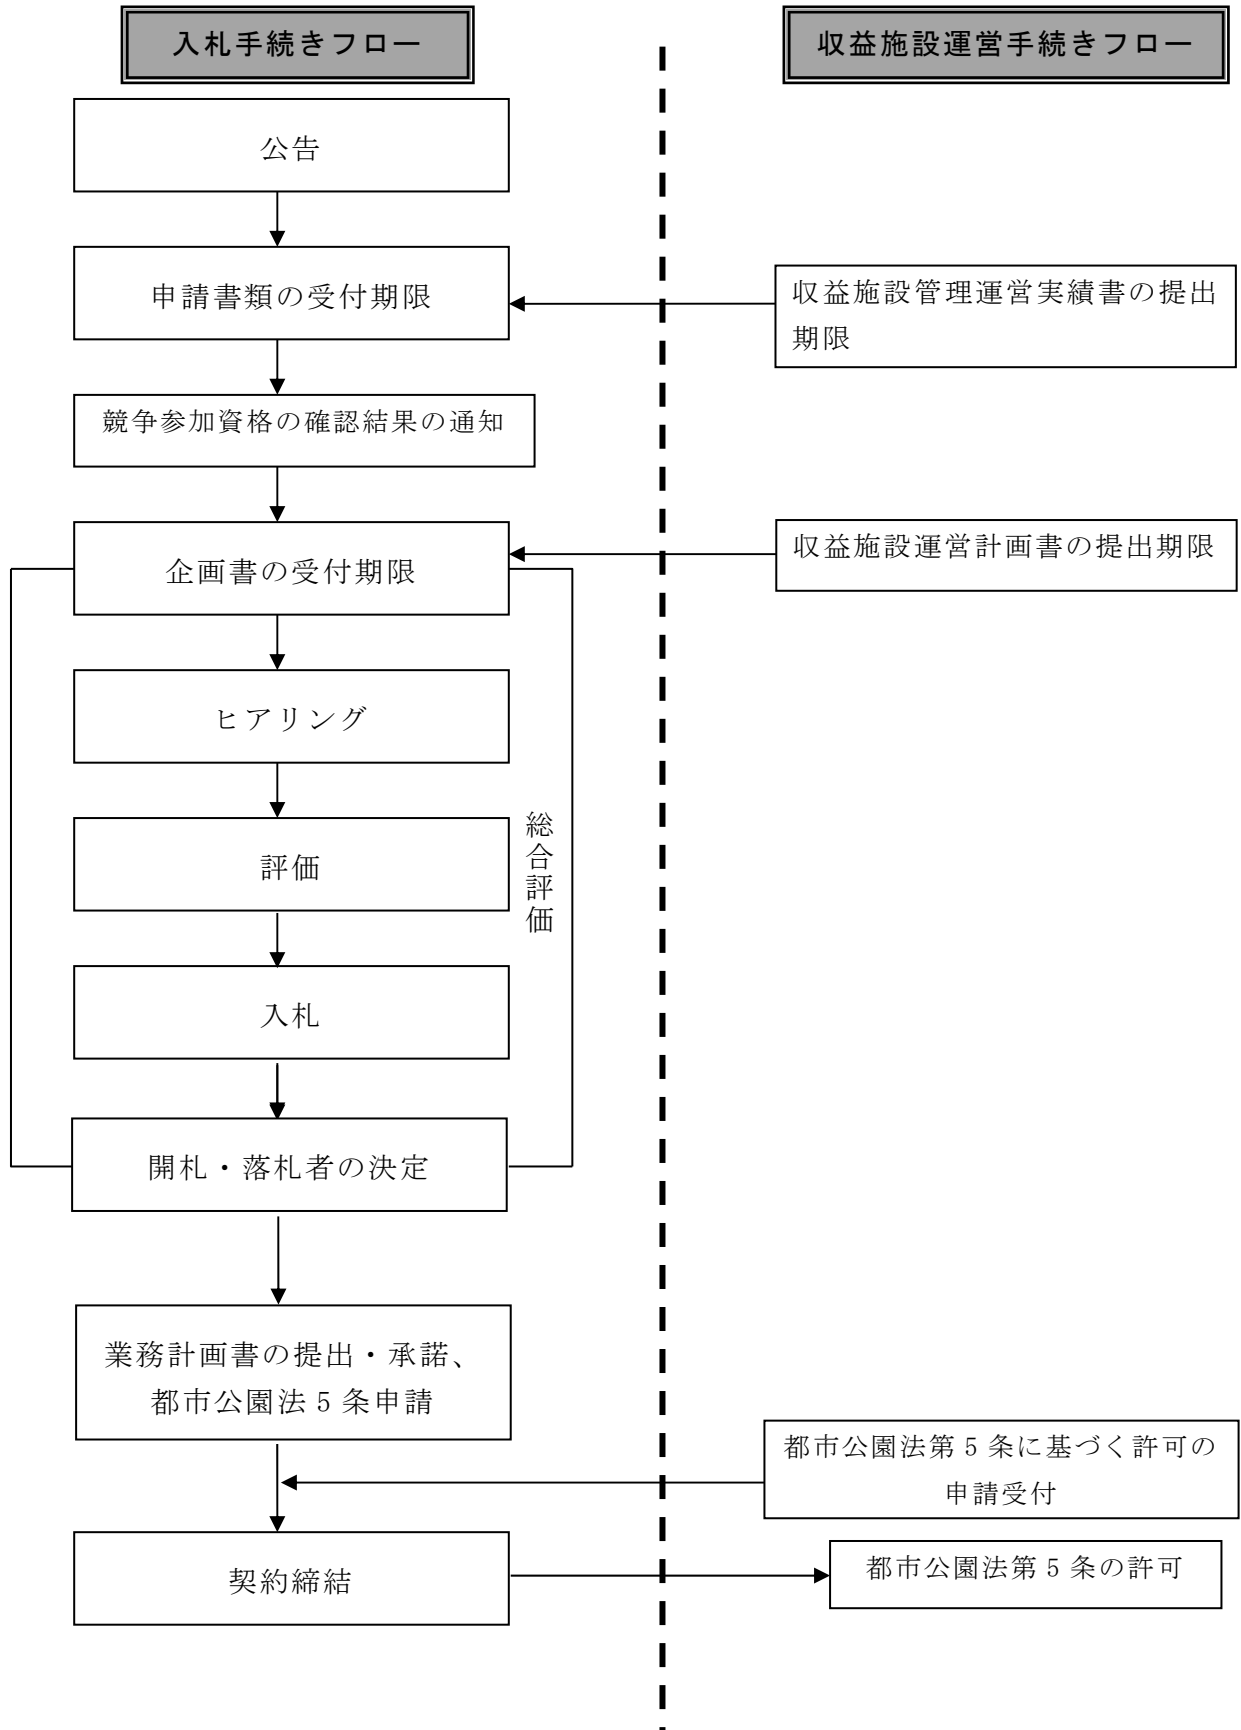 入札手続きフロー
収益施設運営手続きフロー
公告
申請書類の受付期限
収益施設管理運営実績書の提出
期限
競争参加資格の確認結果の通知
企画書の受付期限
収益施設運営計画書の提出期限
ヒアリング
評価
総合評価
入札
開札・落札者の決定
業務計画書の提出・承諾、
都市公園法5条申請
都市公園法第5条に基づく許可の
申請受付
契約締結
都市公園法第5条の許可